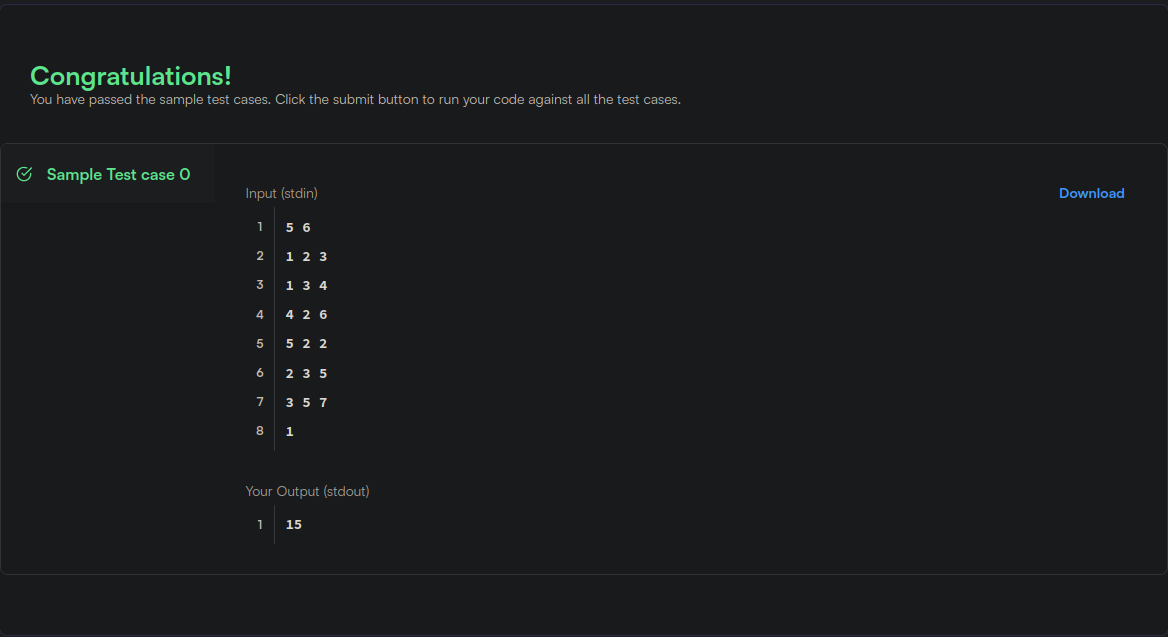 Congratulations!
You have passed the sample test cases. Click the submit button to run your code against all the test cases.
Sample Test case 0
Input (stdin)
Download
1 5 6
2 1 2 3
3 1 3 4
4 4 2 6
5 5 2 2
6 2 3 5
7 3 5 7
8 1
Your Output (stdout)
1 15